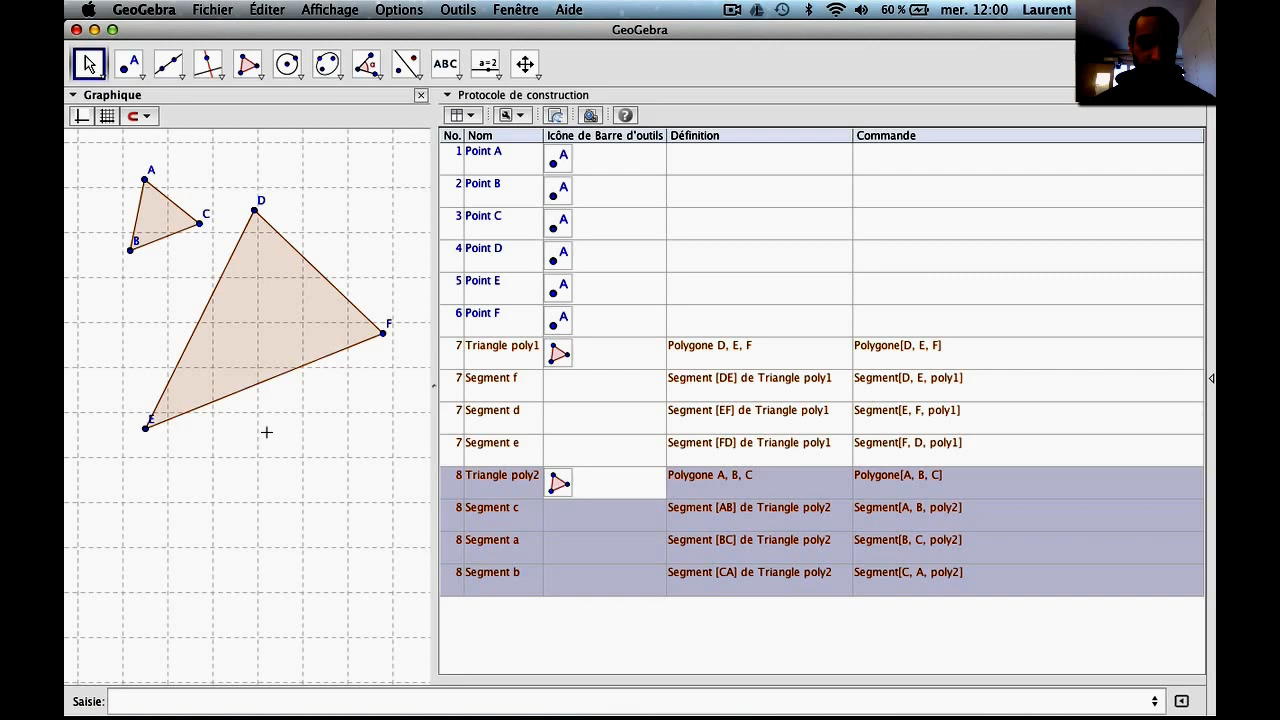 GeoGebra Fichier Éditer Affichage Options Outils Fenêtre Aide 60 % mer. 12:00 Laurent
GeoGebra
A ABC a=2
Graphique
Protocole de construction
No. Nom Icône de Barre d'outils Définition Commande
1 Point A A
2 Point B A
3 Point C A
4 Point D A
5 Point E A
6 Point F A
7 Triangle poly1 Polygone D, E, F Polygone[D, E, F]
7 Segment f Segment [DE] de Triangle poly1 Segment[D, E, poly1]
7 Segment d Segment [EF] de Triangle poly1 Segment[E, F, poly1]
7 Segment e Segment [FD] de Triangle poly1 Segment[F, D, poly1]
8 Triangle poly2 Polygone A, B, C Polygone[A, B, C]
8 Segment c Segment [AB] de Triangle poly2 Segment[A, B, poly2]
8 Segment a Segment [BC] de Triangle poly2 Segment[B, C, poly2]
8 Segment b Segment [CA] de Triangle poly2 Segment[C, A, poly2]
A
D
C
B
F
E
Saisie: